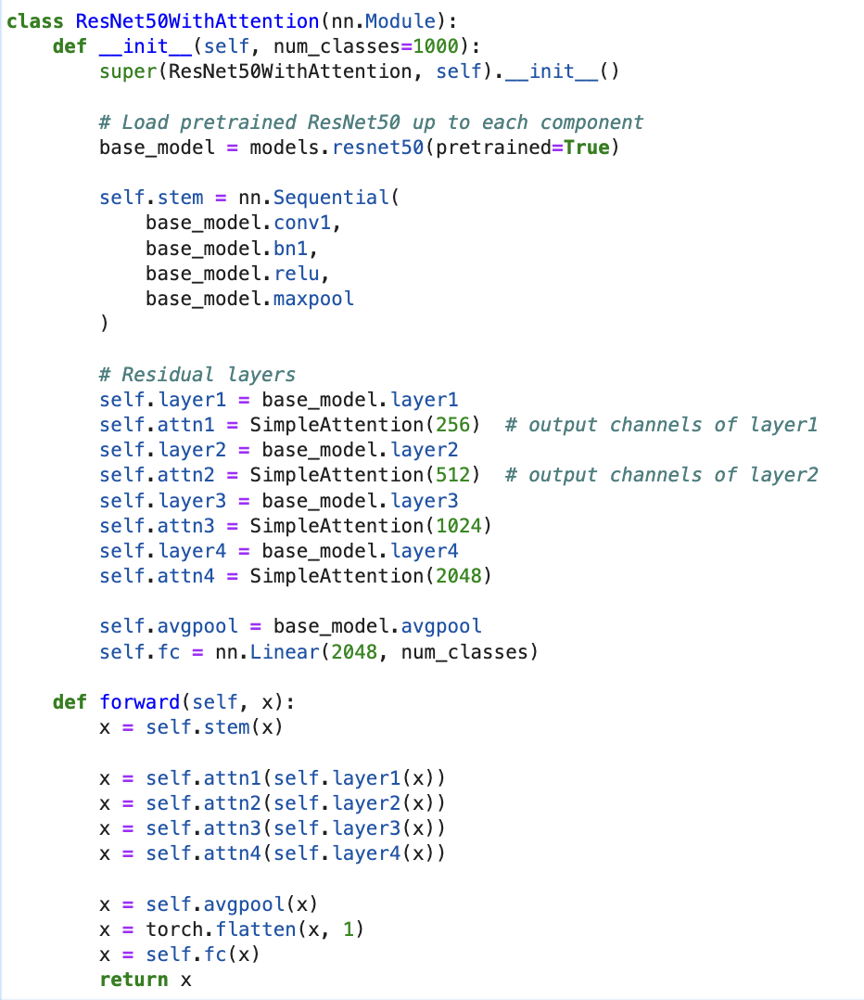 class ResNet50WithAttention(nn.Module):
    def __init__(self, num_classes=1000):
        super(ResNet50WithAttention, self).__init__()

        # Load pretrained ResNet50 up to each component
        base_model = models.resnet50(pretrained=True)

        self.stem = nn.Sequential(
            base_model.conv1,
            base_model.bn1,
            base_model.relu,
            base_model.maxpool
        )

        # Residual layers
        self.layer1 = base_model.layer1
        self.attn1 = SimpleAttention(256)  # output channels of layer1
        self.layer2 = base_model.layer2
        self.attn2 = SimpleAttention(512)  # output channels of layer2
        self.layer3 = base_model.layer3
        self.attn3 = SimpleAttention(1024)
        self.layer4 = base_model.layer4
        self.attn4 = SimpleAttention(2048)

        self.avgpool = base_model.avgpool
        self.fc = nn.Linear(2048, num_classes)

    def forward(self, x):
        x = self.stem(x)

        x = self.attn1(self.layer1(x))
        x = self.attn2(self.layer2(x))
        x = self.attn3(self.layer3(x))
        x = self.attn4(self.layer4(x))

        x = self.avgpool(x)
        x = torch.flatten(x, 1)
        x = self.fc(x)
        return x